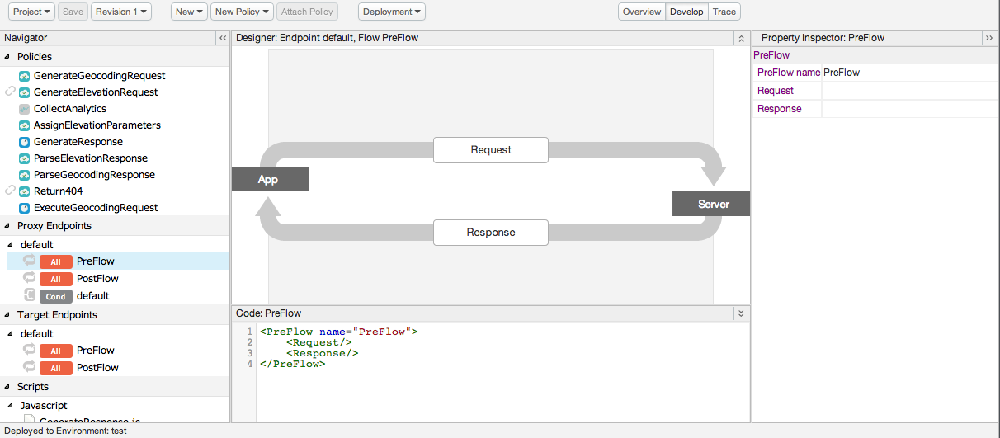 Project Save Revision 1 New New Policy Attach Policy Deployment Overview Develop Trace
Navigator
Policies
GenerateGeocodingRequest
GenerateElevationRequest
CollectAnalytics
AssignElevationParameters
GenerateResponse
ParseElevationResponse
ParseGeocodingResponse
Return404
ExecuteGeocodingRequest
Proxy Endpoints
default
All PreFlow
All PostFlow
Cond default
Target Endpoints
default
All PreFlow
All PostFlow
Scripts
Javascript
GenerateResponse.js
Designer: Endpoint default, Flow PreFlow
Request
App
Server
Response
Code: PreFlow
1 <PreFlow name="PreFlow">
2     <Request/>
3     <Response/>
4 </PreFlow>
Property Inspector: PreFlow
PreFlow
PreFlow name PreFlow
Request
Response
Deployed to Environment: test